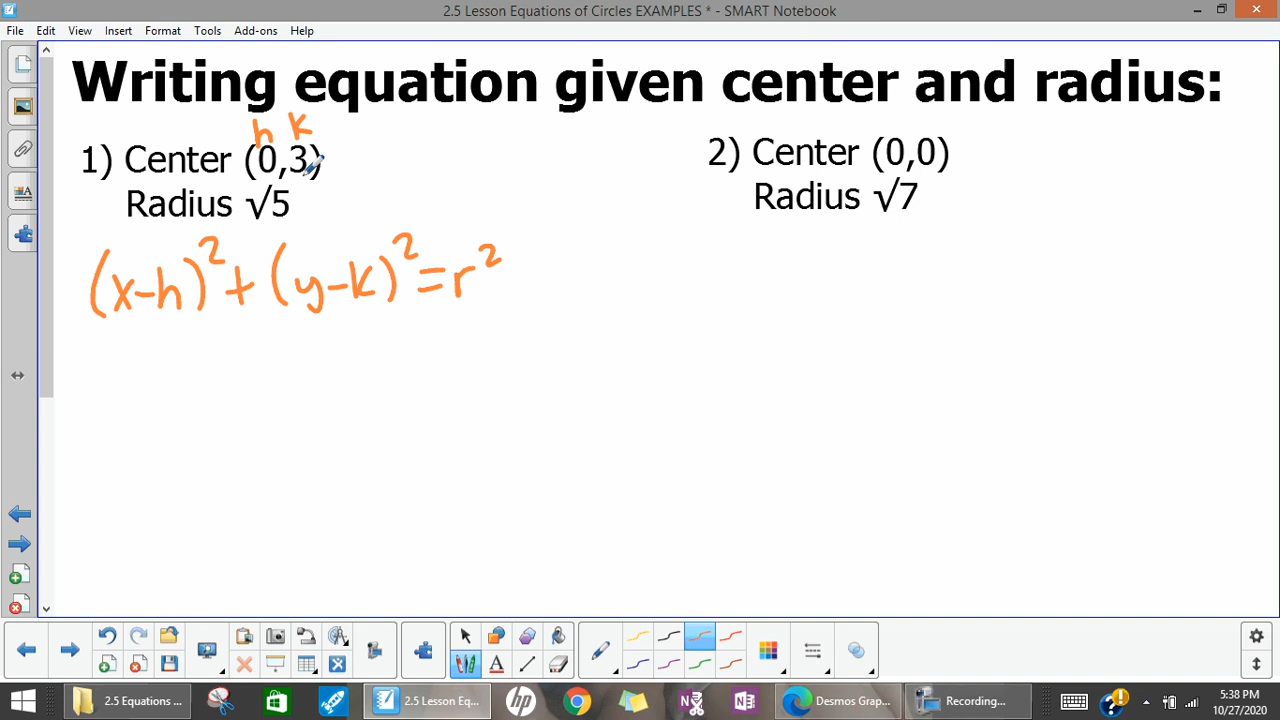 2.5 Lesson Equations of Circles EXAMPLES * - SMART Notebook
File Edit View Insert Format Tools Add-ons Help
Writing equation given center and radius:
h k
1) Center (0,3)
Radius √5
(x-h)²+(y-k)²=r²
2) Center (0,0)
Radius √7
2.5 Equations ...
2.5 Lesson Eq...
Desmos Grap...
Recording...
5:38 PM
10/27/2020